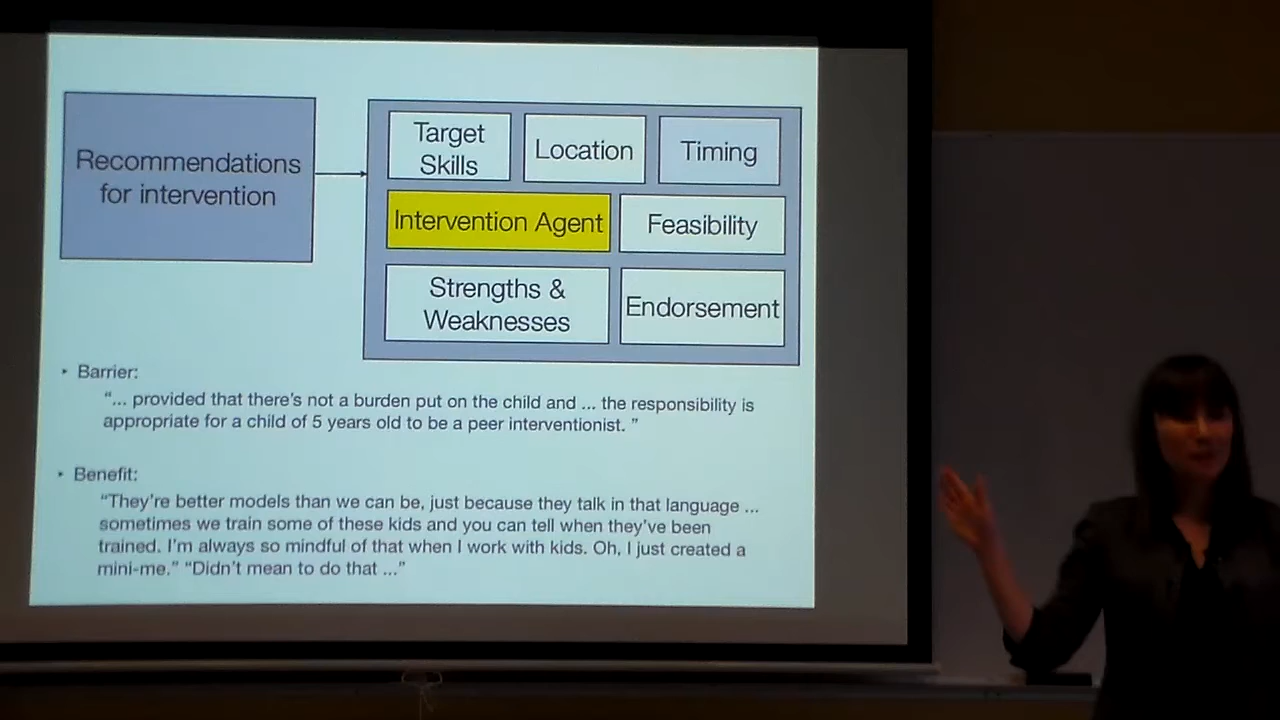 Recommendations
for intervention
Target
Skills
Location
Timing
Intervention Agent
Feasibility
Strengths &
Weaknesses
Endorsement
‣ Barrier:
“... provided that there’s not a burden put on the child and ... the responsibility is
appropriate for a child of 5 years old to be a peer interventionist. ”
‣ Benefit:
“They’re better models than we can be, just because they talk in that language ...
sometimes we train some of these kids and you can tell when they’ve been
trained. I’m always so mindful of that when I work with kids. Oh, I just created a
mini-me.” “Didn’t mean to do that ...”